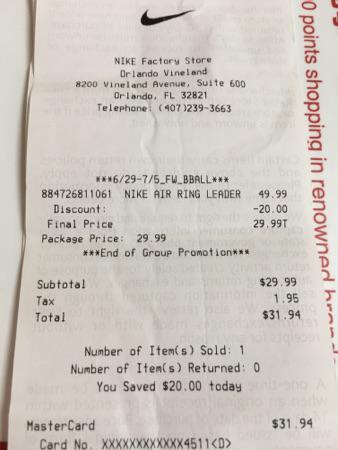 NIKE Factory Store
Orlando Vineland
8200 Vineland Avenue, Suite 600
Orlando, FL 32821
Telephone: (407)239-3663
***6/29-7/5_FW_BBALL***
884726811061 NIKE AIR RING LEADER 49.99
Discount: -20.00
Final Price 29.99T
Package Price: 29.99
***End of Group Promotion***
Subtotal $29.99
Tax 1.95
Total $31.94
Number of Item(s) Sold: 1
Number of Item(s) Returned: 0
You Saved $20.00 today
MasterCard $31.94
Card No. XXXXXXXXXXXX4511<D>
0 points shopping in renowned